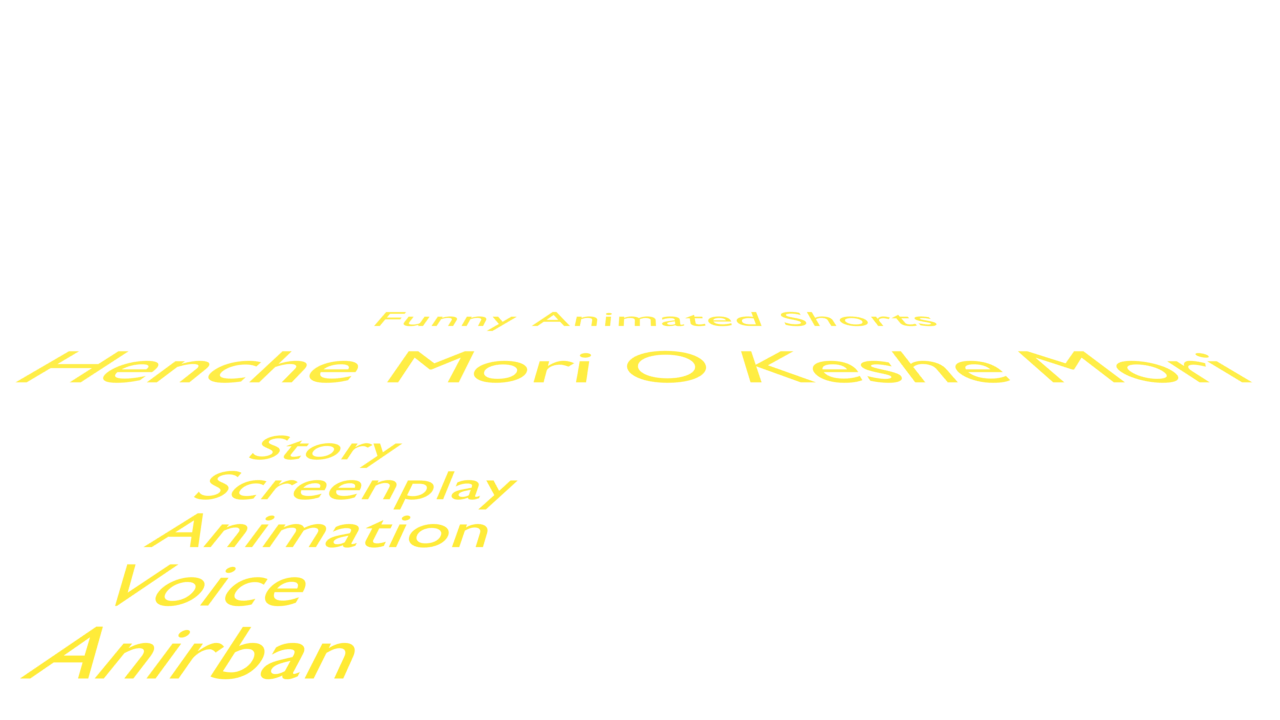 Funny Animated Shorts
Henche Mori O Keshe Mori
Story
Screenplay
Animation
Voice
Anirban